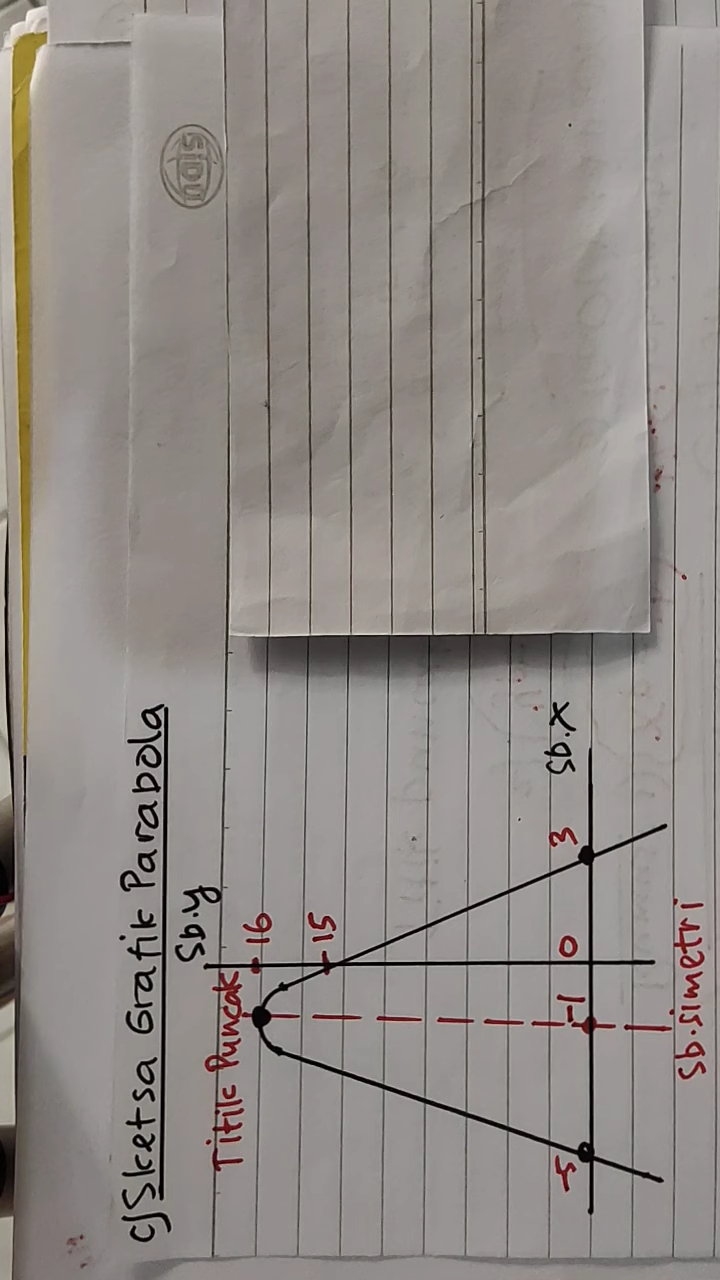 c) Sketsa Grafik Parabola
SiDU
Sb.y
Titik Puncak
16
15
Sb.x
-5
-1
0
3
Sb.simetri